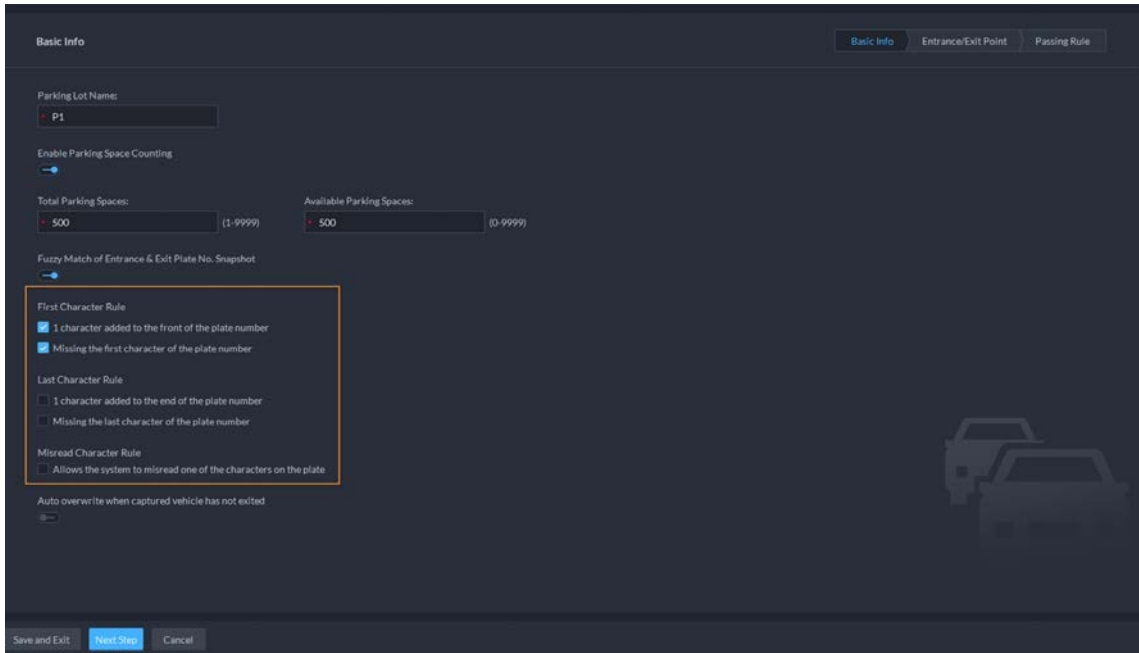 Basic Info
Basic Info Entrance/Exit Point Passing Rule
Parking Lot Name:
* P1
Enable Parking Space Counting
Total Parking Spaces: Available Parking Spaces:
* 500 (1-9999) * 500 (0-9999)
Fuzzy Match of Entrance & Exit Plate No. Snapshot
First Character Rule
1 character added to the front of the plate number
Missing the first character of the plate number
Last Character Rule
1 character added to the end of the plate number
Missing the last character of the plate number
Misread Character Rule
Allows the system to misread one of the characters on the plate
Auto overwrite when captured vehicle has not exited
Save and Exit Next Step Cancel